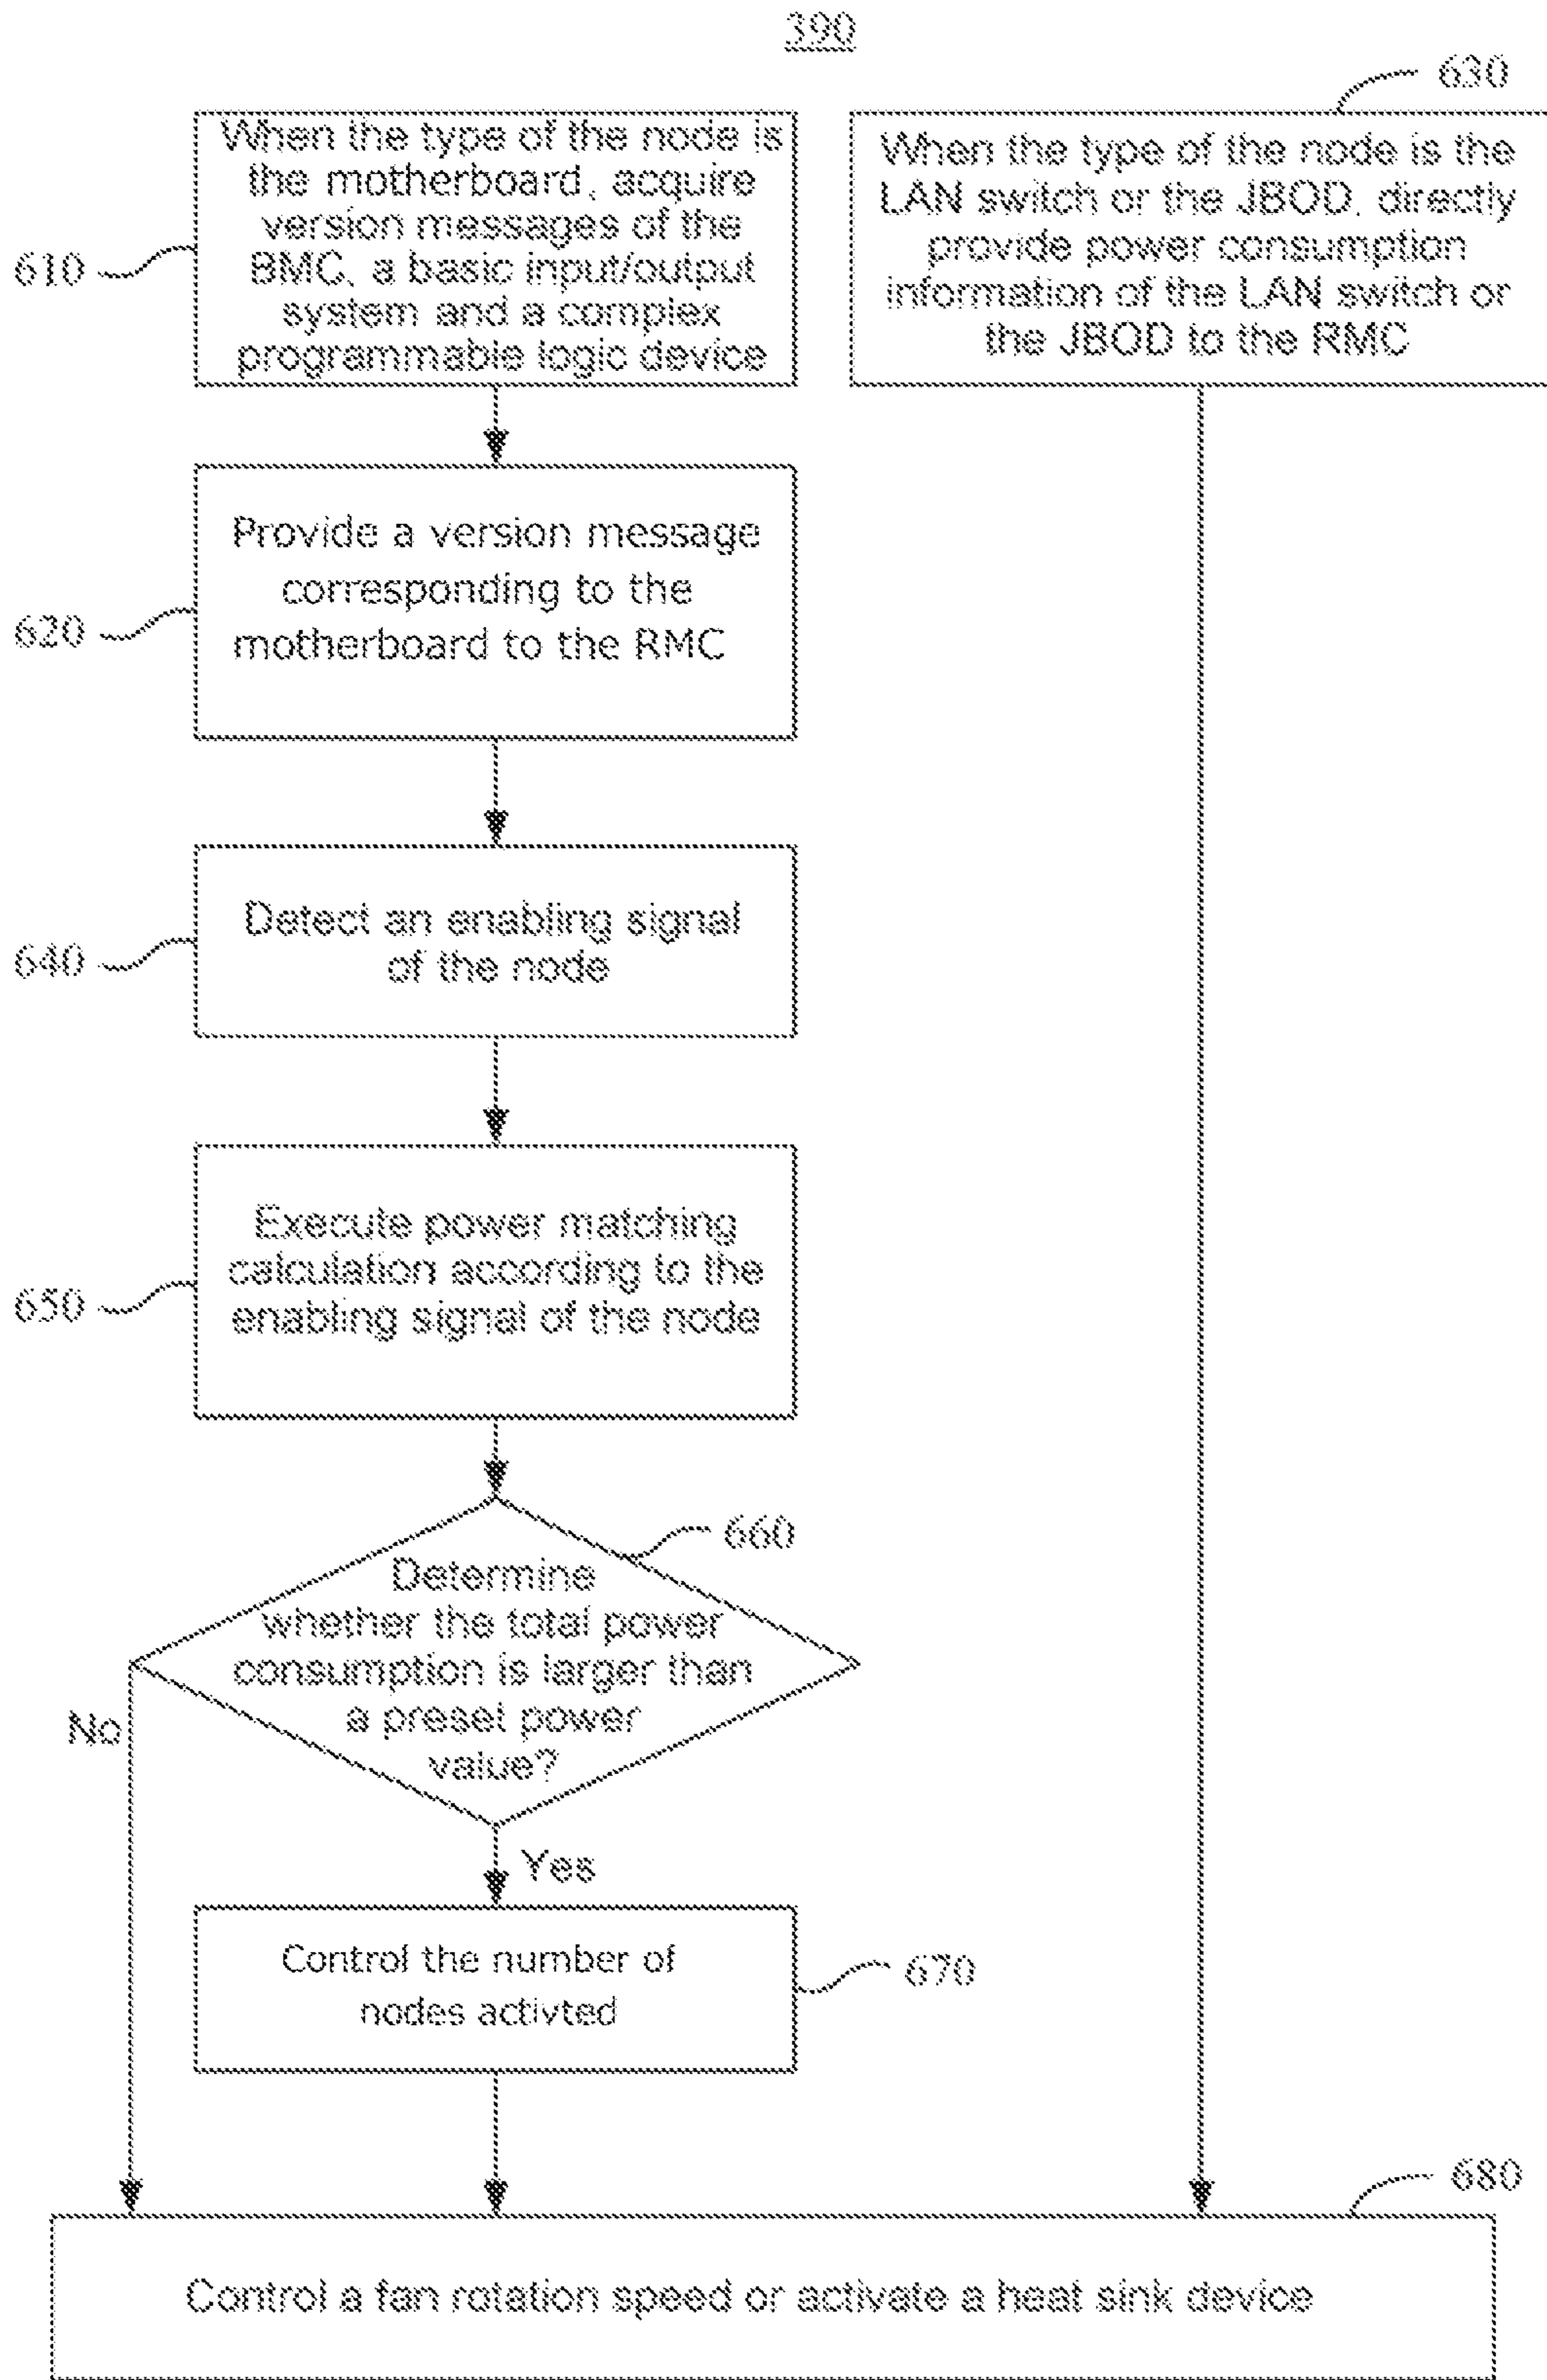 390
630
When the type of the node is
the motherboard, acquire
version messages of the
BMC, a basic input/output
system and a complex
programmable logic device
610
When the type of the node is the
LAN switch or the JBOD, directly
provide power consumption
information of the LAN switch or
the JBOD to the RMC
Provide a version message
corresponding to the
motherboard to the RMC
620
Detect an enabling signal
of the node
640
Execute power matching
calculation according to the
enabling signal of the node
650
660
Determine
whether the total power
consumption is larger than
a preset power
value?
No
Yes
Control the number of
nodes activted
670
680
Control a fan rotation speed or activate a heat sink device